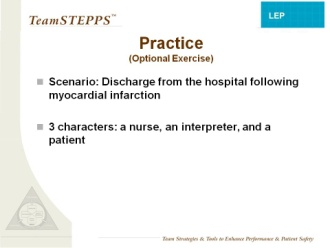 LEP
TeamSTEPPS™
Practice
(Optional Exercise)
Scenario: Discharge from the hospital following
myocardial infarction
3 characters: a nurse, an interpreter, and a
patient
Team Strategies & Tools to Enhance Performance & Patient Safety